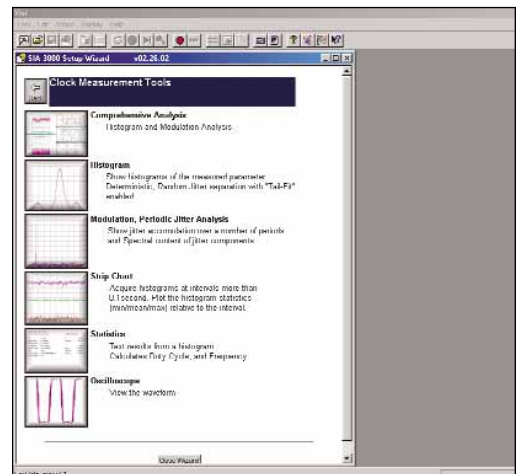 Edit
Help
SIA 3000 Setup Wizard v02.26.02
Clock Measurement Tools
Comprehensive Analysis
Histogram and Modulation Analysis
Histogram
Show histograms of the measured parameter
Deterministic, Random Jitter separation with "Tail-Fit"
enabled
Modulation, Periodic Jitter Analysis
Show jitter accumulation over a number of periods
and Spectral content of jitter components
Strip Chart
Acquire histograms at intervals more than
0.1second. Plot the histogram statistics
(min/mean/max) relative to the interval.
Statistics
Text results from a histogram
Calculates Duty Cycle, and Frequency
Oscilloscope
View the waveform
Close Wizard